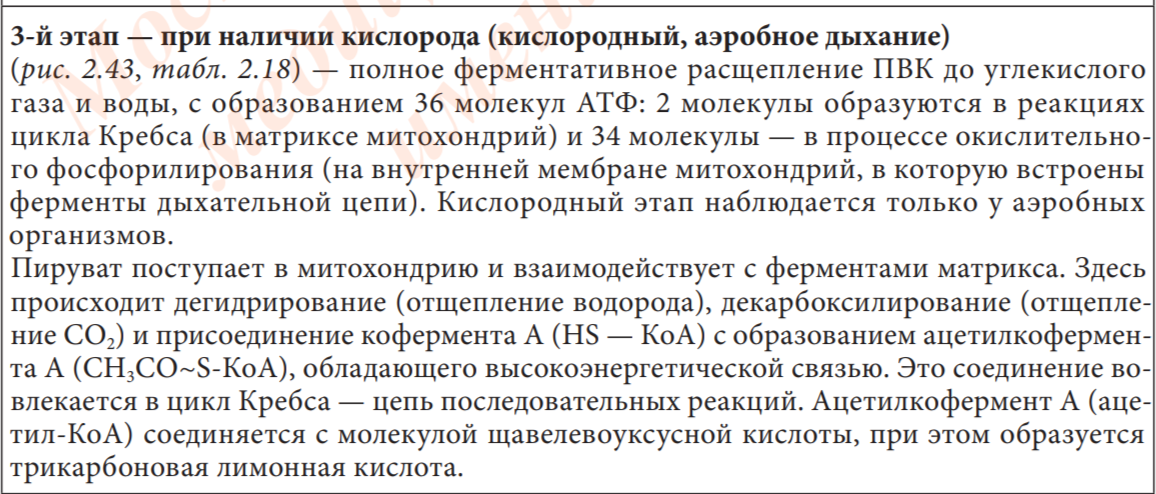 3-й этап — при наличии кислорода (кислородный, аэробное дыхание)
(рис. 2.43, табл. 2.18) — полное ферментативное расщепление ПВК до углекислого
газа и воды, с образованием 36 молекул АТФ: 2 молекулы образуются в реакциях
цикла Кребса (в матриксе митохондрий) и 34 молекулы — в процессе окислительно-
го фосфорилирования (на внутренней мембране митохондрий, в которую встроены
ферменты дыхательной цепи). Кислородный этап наблюдается только у аэробных
организмов.
Пируват поступает в митохондрию и взаимодействует с ферментами матрикса. Здесь
происходит дегидрирование (отщепление водорода), декарбоксилирование (отщепле-
ние CO₂) и присоединение кофермента А (HS — КоА) с образованием ацетилкофермен-
та А (CH₃CO~S-КоА), обладающего высокоэнергетической связью. Это соединение во-
влекается в цикл Кребса — цепь последовательных реакций. Ацетилкофермент А (аце-
тил-КоА) соединяется с молекулой щавелевоуксусной кислоты, при этом образуется
трикарбоновая лимонная кислота.